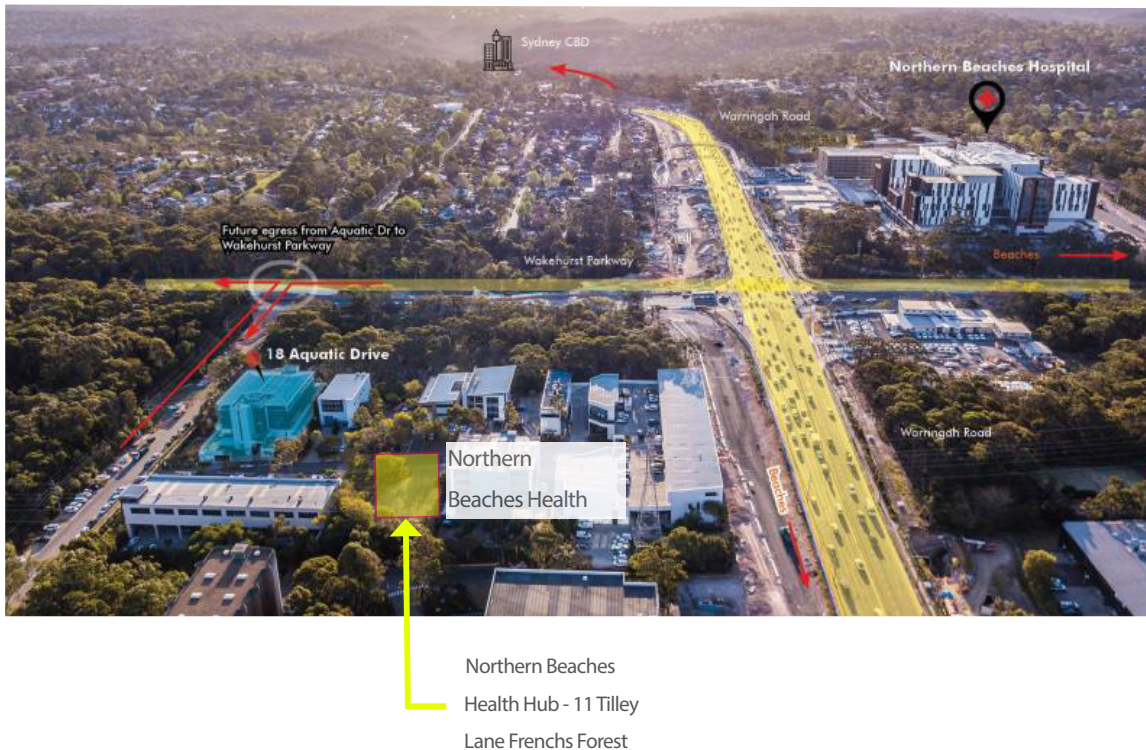 Sydney CBD
Northern Beaches Hospital
Warringah Road
Future egress from Aquatic Dr to
Wakehurst Parkway
Wakehurst Parkway
Beaches
18 Aquatic Drive
Warringah Road
Northern
Beaches Health
Beaches
Northern Beaches
Health Hub - 11 Tilley
Lane Frenchs Forest